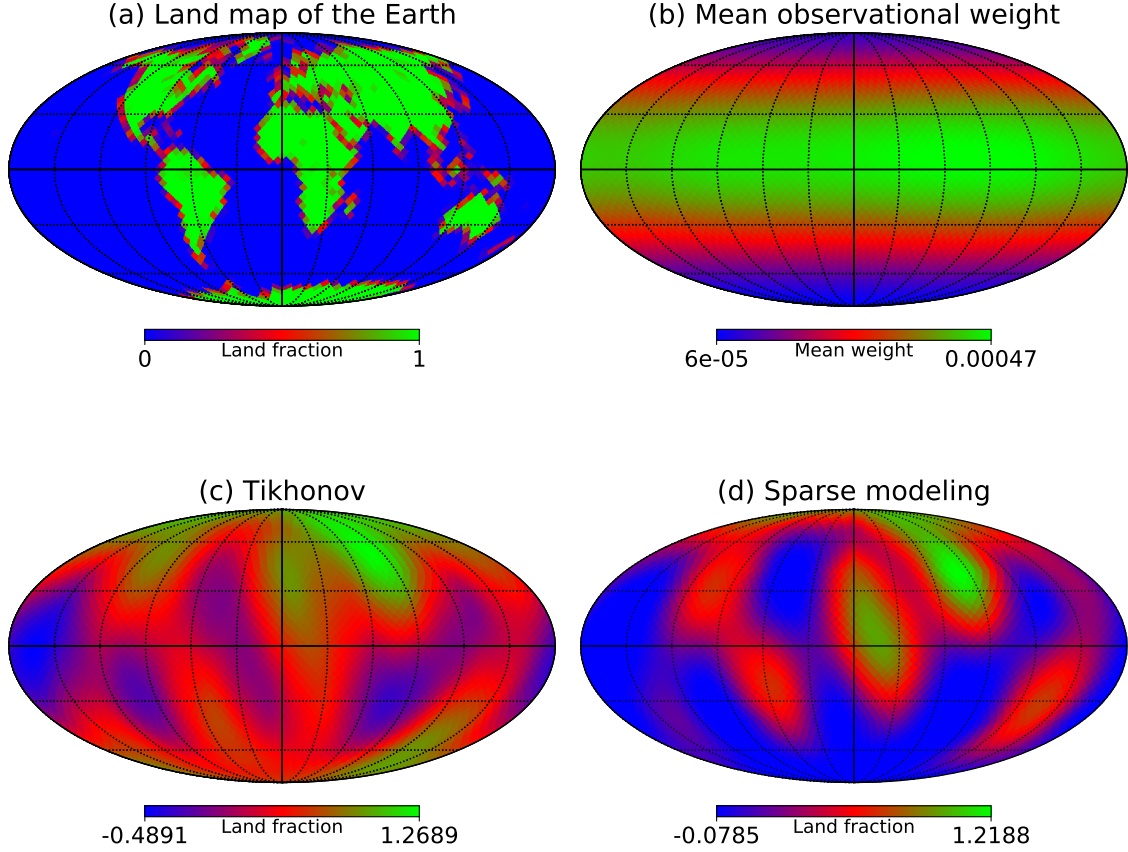 (a) Land map of the Earth
(b) Mean observational weight
0 Land fraction 1
6e-05 Mean weight 0.00047
(c) Tikhonov
(d) Sparse modeling
-0.4891 Land fraction 1.2689
-0.0785 Land fraction 1.2188